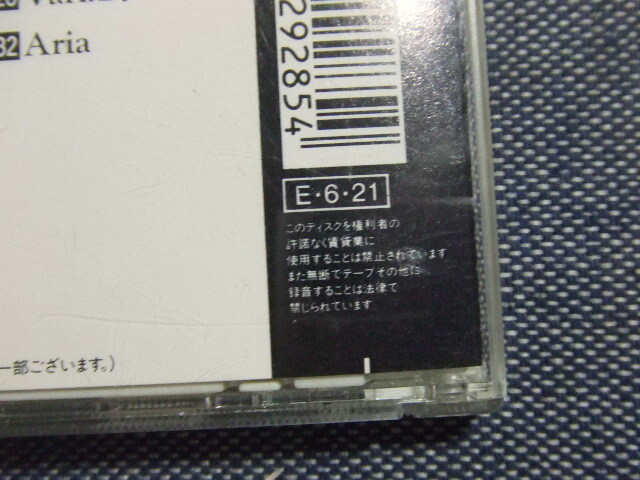 32 Aria
292854
E・6・21
このディスクを権利者の
許諾なく賃貸業に
使用することは禁止されています
また無断でテープその他に
録音することは法律で
禁じられています
一部ございます。)